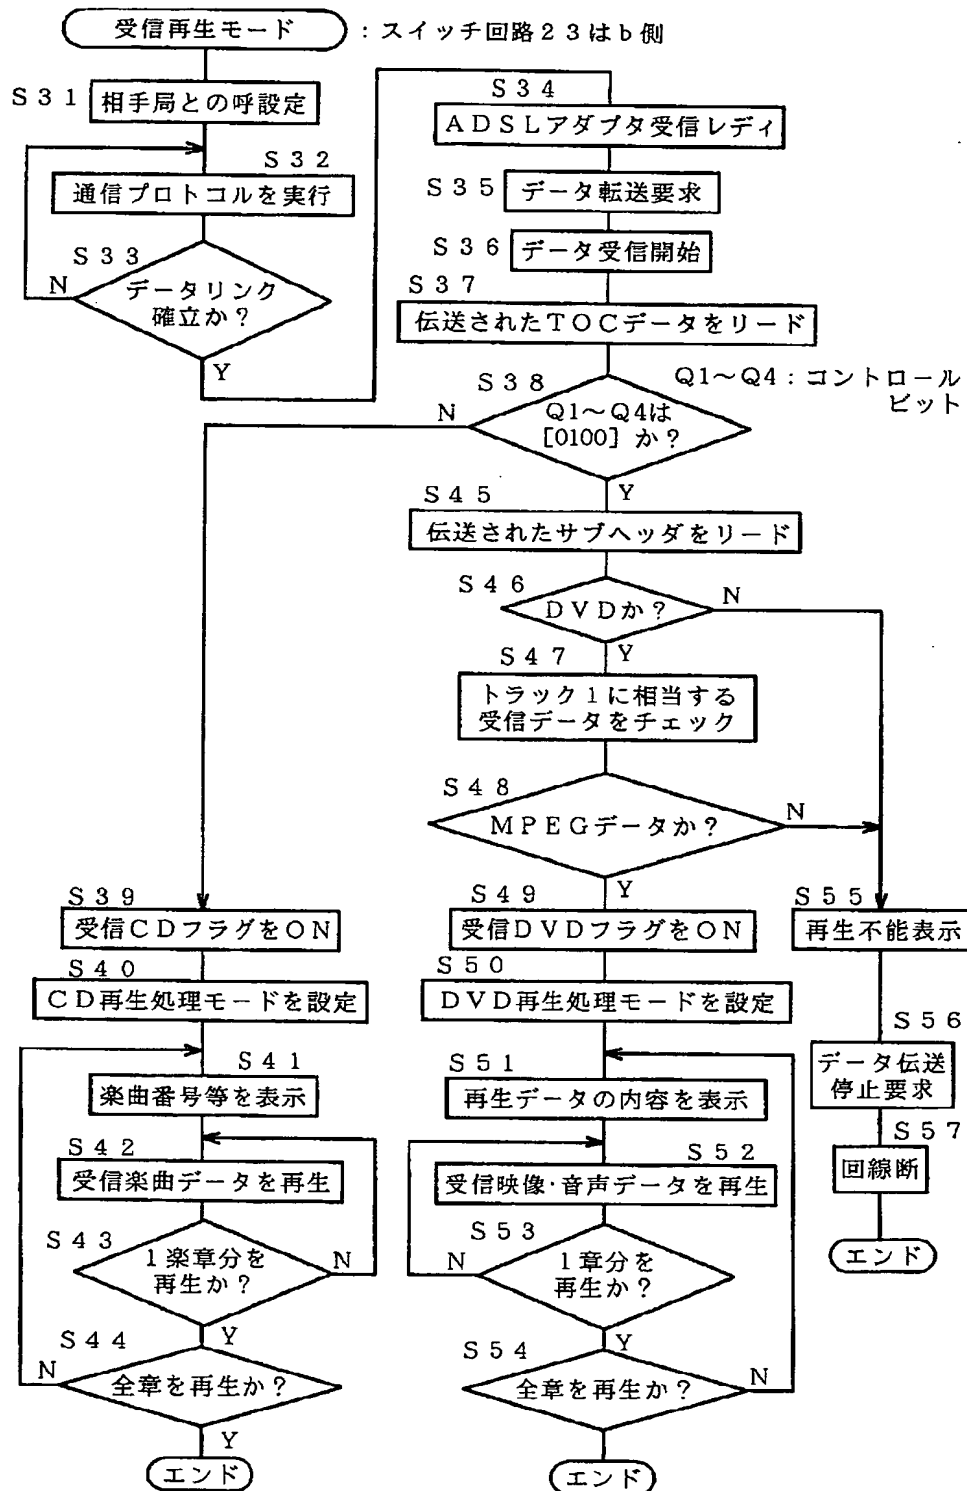 受信再生モード ：スイッチ回路２３はｂ側
Ｓ３１
相手局との呼設定
Ｓ３２
通信プロトコルを実行
Ｓ３３
データリンク
確立か？
N
Y
Ｓ３４
ＡＤＳＬアダプタ受信レディ
Ｓ３５
データ転送要求
Ｓ３６
データ受信開始
Ｓ３７
伝送されたＴＯＣデータをリード
Ｓ３８
Q1～Q4は
[0100] か？
N
Y
Q1～Q4：コントロール
ビット
Ｓ４５
伝送されたサブヘッダをリード
Ｓ４６
ＤＶＤか？
N
Y
Ｓ４７
トラック１に相当する
受信データをチェック
Ｓ４８
ＭＰＥＧデータか？
N
Y
Ｓ３９
受信ＣＤフラグをＯＮ
Ｓ４０
ＣＤ再生処理モードを設定
Ｓ４１
楽曲番号等を表示
Ｓ４２
受信楽曲データを再生
Ｓ４３
１楽章分を
再生か？
N
Y
Ｓ４４
全章を再生か？
N
Y
エンド
Ｓ４９
受信ＤＶＤフラグをＯＮ
Ｓ５０
ＤＶＤ再生処理モードを設定
Ｓ５１
再生データの内容を表示
Ｓ５２
受信映像・音声データを再生
Ｓ５３
１章分を
再生か？
N
Y
Ｓ５４
全章を再生か？
N
エンド
Ｓ５５
再生不能表示
Ｓ５６
データ伝送
停止要求
Ｓ５７
回線断
エンド